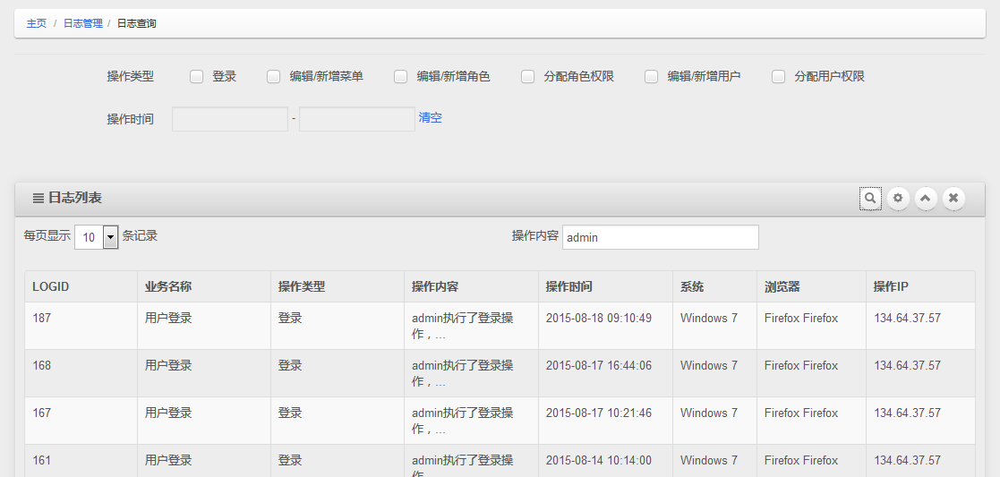 主页 / 日志管理 / 日志查询
操作类型 登录 编辑/新增菜单 编辑/新增角色 分配角色权限 编辑/新增用户 分配用户权限
操作时间 - 清空
日志列表
每页显示 10 条记录 操作内容 admin
LOGID 业务名称 操作类型 操作内容 操作时间 系统 浏览器 操作IP
187 用户登录 登录 admin执行了登录操 2015-08-18 09:10:49 Windows 7 Firefox Firefox 134.64.37.57
作，...
168 用户登录 登录 admin执行了登录操 2015-08-17 16:44:06 Windows 7 Firefox Firefox 134.64.37.57
作，...
167 用户登录 登录 admin执行了登录操 2015-08-17 10:21:46 Windows 7 Firefox Firefox 134.64.37.57
作，...
161 用户登录 登录 admin执行了登录操 2015-08-14 10:14:00 Windows 7 Firefox Firefox 134.64.37.57